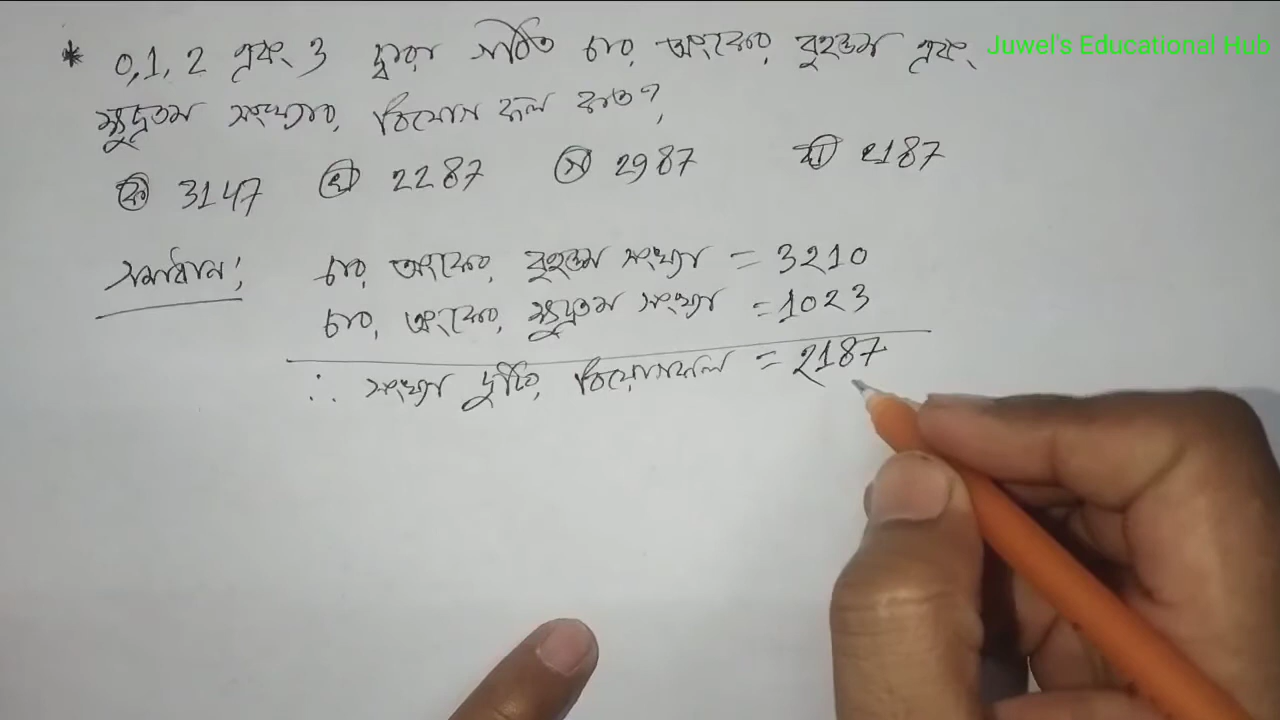 * 0, 1, 2 এবং 3 দ্বারা গঠিত চার অংকের বৃহত্তম এবং
Juwel's Educational Hub
ক্ষুদ্রতম সংখ্যার বিয়োগ ফল কত?
ক 3147 খ 2287 গ 2987 ঘ 2187
সমাধান:
চার অংকের বৃহত্তম সংখ্যা = 3210
চার অংকের ক্ষুদ্রতম সংখ্যা = 1023
∴ সংখ্যা দুটির বিয়োগফল = 2187